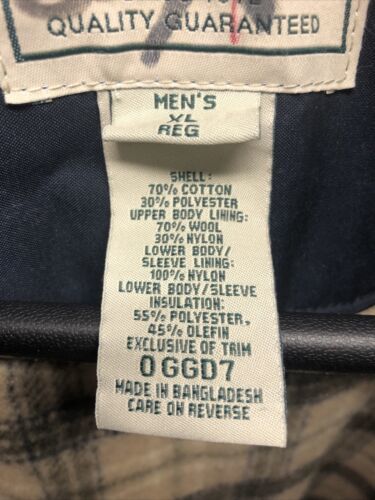 QUALITY GUARANTEED
MEN'S
XL
REG
SHELL:
70% COTTON
30% POLYESTER
UPPER BODY LINING:
70% WOOL
30% NYLON
LOWER BODY/
SLEEVE LINING:
100% NYLON
LOWER BODY/SLEEVE
INSULATION:
55% POLYESTER,
45% OLEFIN
EXCLUSIVE OF TRIM
0 GGD7
MADE IN BANGLADESH
CARE ON REVERSE